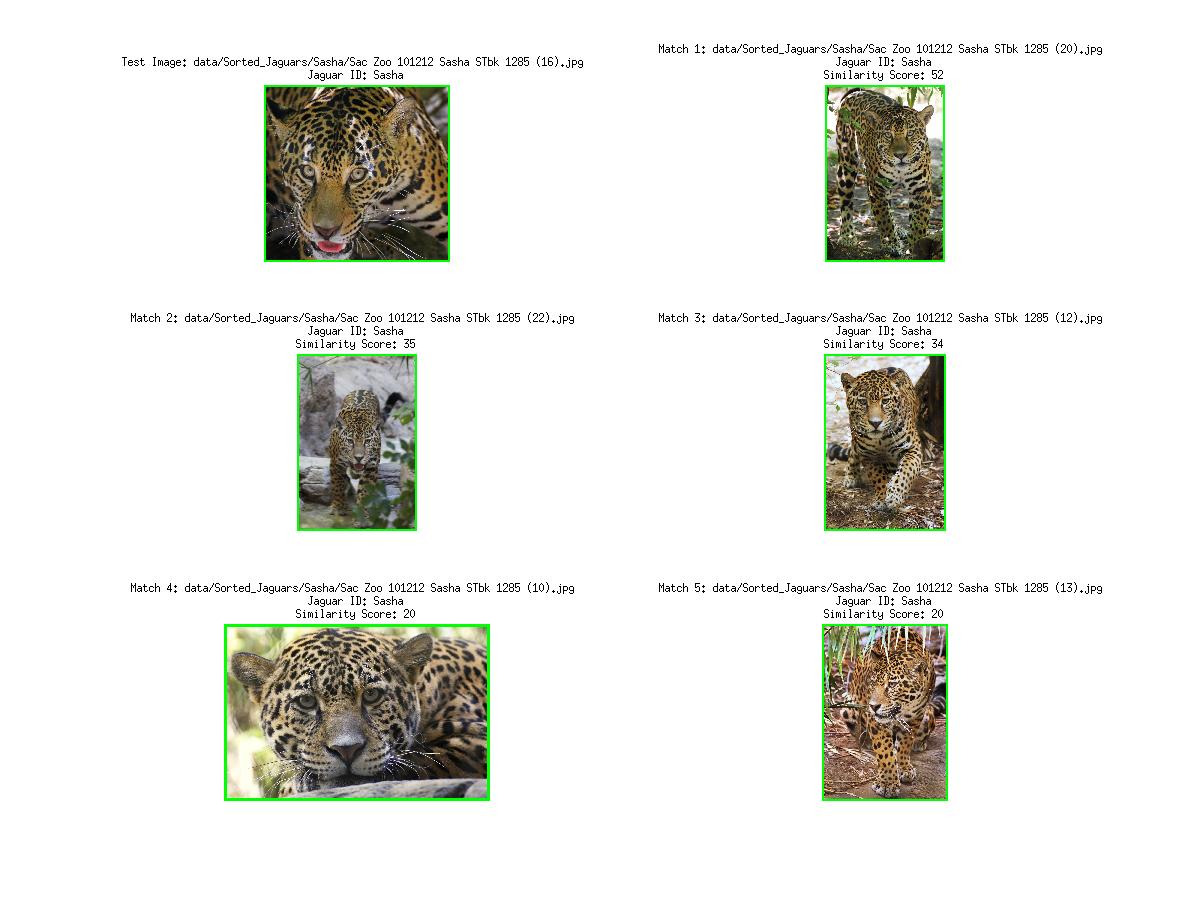 Test Image: data/Sorted_Jaguars/Sasha/Sac Zoo 101212 Sasha STbk 1285 (16).jpg
Jaguar ID: Sasha
Match 1: data/Sorted_Jaguars/Sasha/Sac Zoo 101212 Sasha STbk 1285 (20).jpg
Jaguar ID: Sasha
Similarity Score: 52
Match 2: data/Sorted_Jaguars/Sasha/Sac Zoo 101212 Sasha STbk 1285 (22).jpg
Jaguar ID: Sasha
Similarity Score: 35
Match 3: data/Sorted_Jaguars/Sasha/Sac Zoo 101212 Sasha STbk 1285 (12).jpg
Jaguar ID: Sasha
Similarity Score: 34
Match 4: data/Sorted_Jaguars/Sasha/Sac Zoo 101212 Sasha STbk 1285 (10).jpg
Jaguar ID: Sasha
Similarity Score: 20
Match 5: data/Sorted_Jaguars/Sasha/Sac Zoo 101212 Sasha STbk 1285 (13).jpg
Jaguar ID: Sasha
Similarity Score: 20